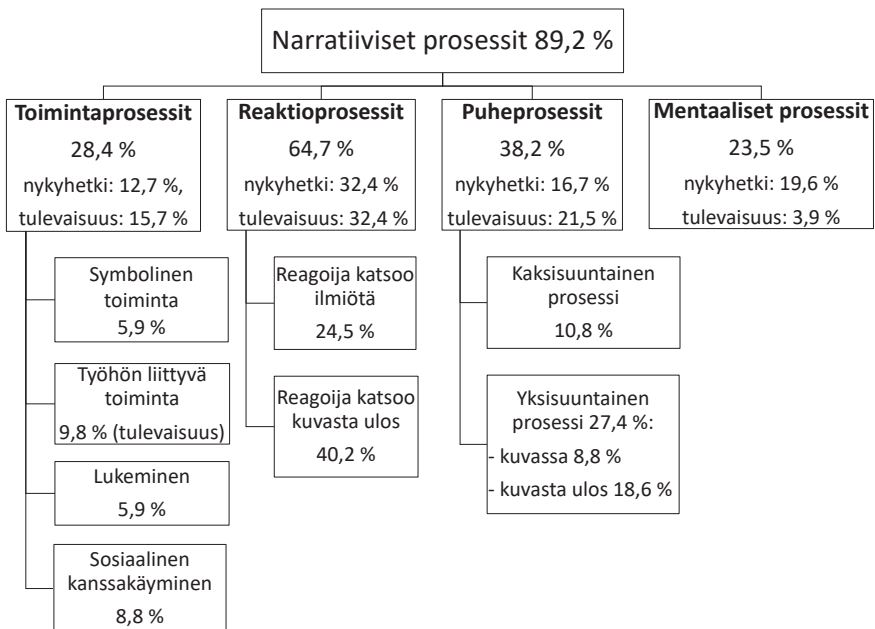 Narratiiviset prosessit 89,2 %
Toimintaprosessit
28,4 %
nykyhetki: 12,7 %,
tulevaisuus: 15,7 %
Reaktioprosessit
64,7 %
nykyhetki: 32,4 %
tulevaisuus: 32,4 %
Puheprosessit
38,2 %
nykyhetki: 16,7 %
tulevaisuus: 21,5 %
Mentaaliset prosessit
23,5 %
nykyhetki: 19,6 %
tulevaisuus: 3,9 %
Symbolinen
toiminta
5,9 %
Työhön liittyvä
toiminta
9,8 % (tulevaisuus)
Lukeminen
5,9 %
Sosiaalinen
kanssakäyminen
8,8 %
Reagoija katsoo
ilmiötä
24,5 %
Reagoija katsoo
kuvasta ulos
40,2 %
Kaksisuuntainen
prosessi
10,8 %
Yksisuuntainen
prosessi 27,4 %:
- kuvassa 8,8 %
- kuvasta ulos 18,6 %